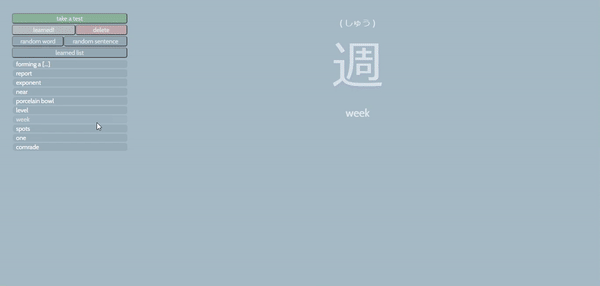 take a test
learned!
delete
random word
random sentence
learned list
forming a [...]
report
exponent
near
porcelain bowl
level
week
spots
one
comrade
(しゅう)
週
week